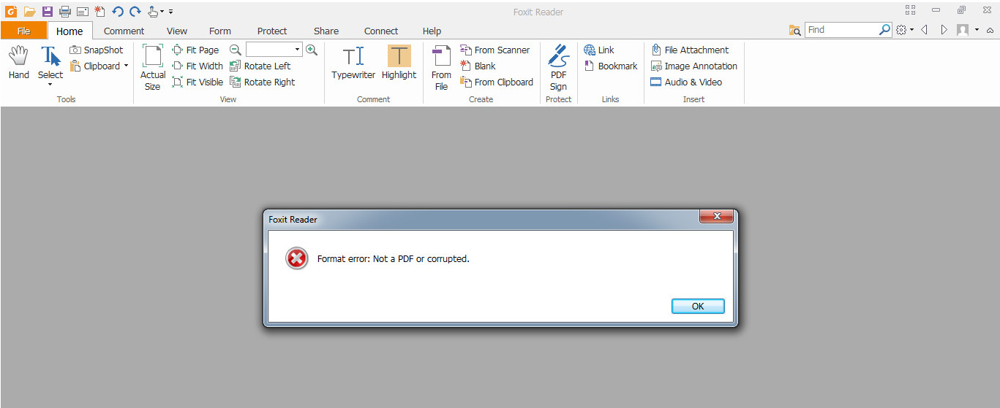 Foxit Reader
File Home Comment View Form Protect Share Connect Help Find
Hand
Select
SnapShot
Clipboard
Tools
Actual
Size
Fit Page
Fit Width
Fit Visible
Rotate Left
Rotate Right
View
Typewriter
Highlight
Comment
From
File
From Scanner
Blank
From Clipboard
Create
PDF
Sign
Protect
Link
Bookmark
Links
File Attachment
Image Annotation
Audio & Video
Insert
Foxit Reader
Format error: Not a PDF or corrupted.
OK